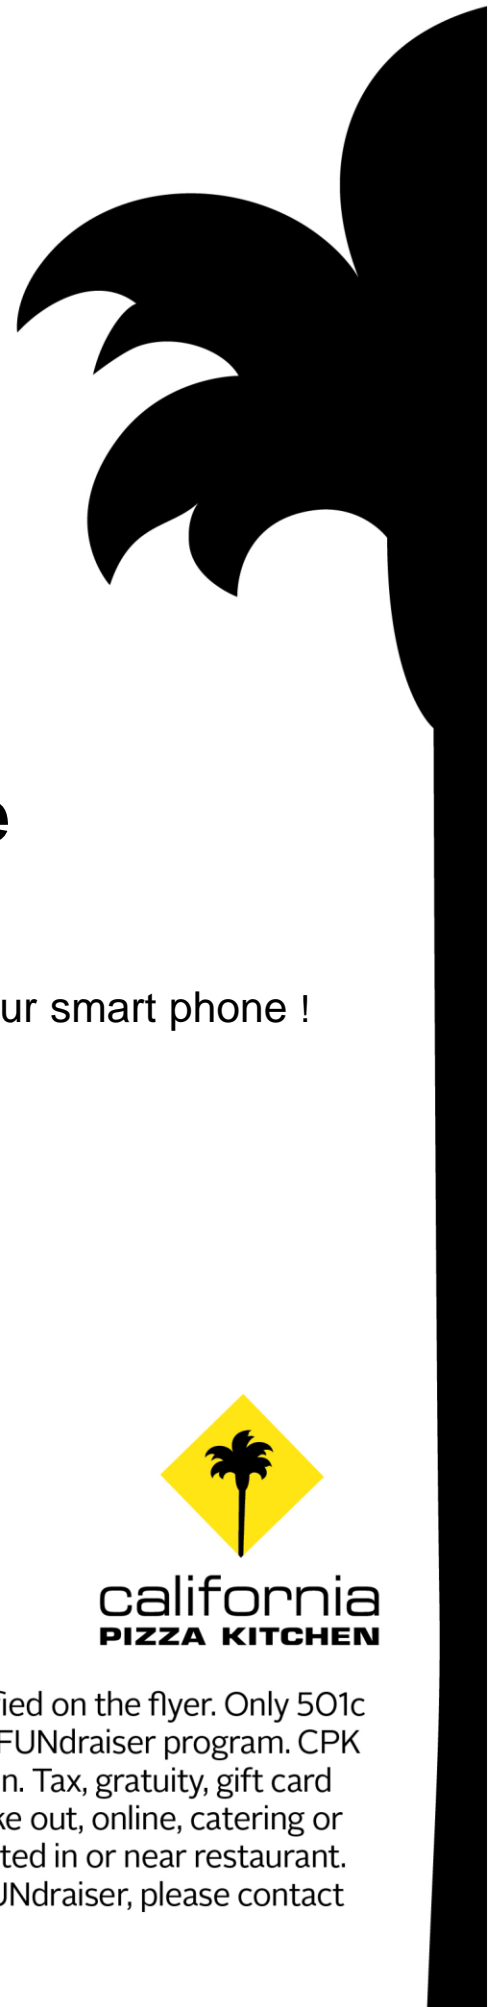 e
ur smart phone !
california
PIZZA KITCHEN
fied on the flyer. Only 501c
FUNdraiser program. CPK
n. Tax, gratuity, gift card
ke out, online, catering or
ted in or near restaurant.
UNdraiser, please contact